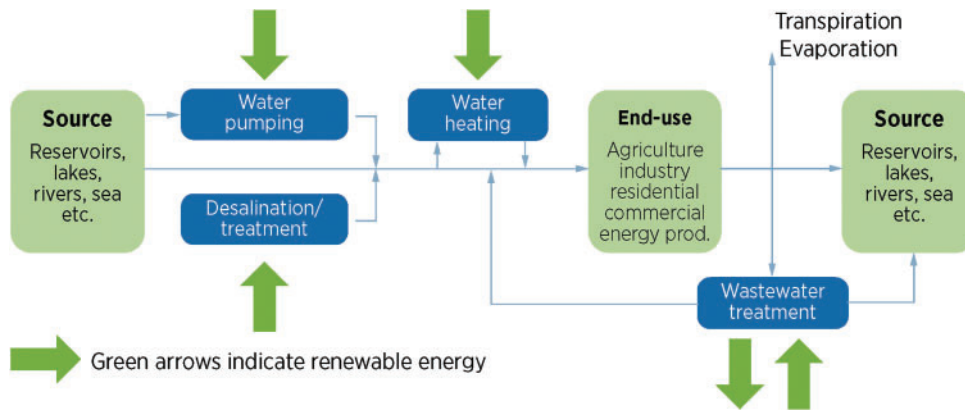 Transpiration
Evaporation
Source
Reservoirs,
lakes,
rivers, sea
etc.
Water
pumping
Desalination/
treatment
Water
heating
End-use
Agriculture
industry
residential
commercial
energy prod.
Source
Reservoirs,
lakes,
rivers, sea
etc.
Wastewater
treatment
Green arrows indicate renewable energy